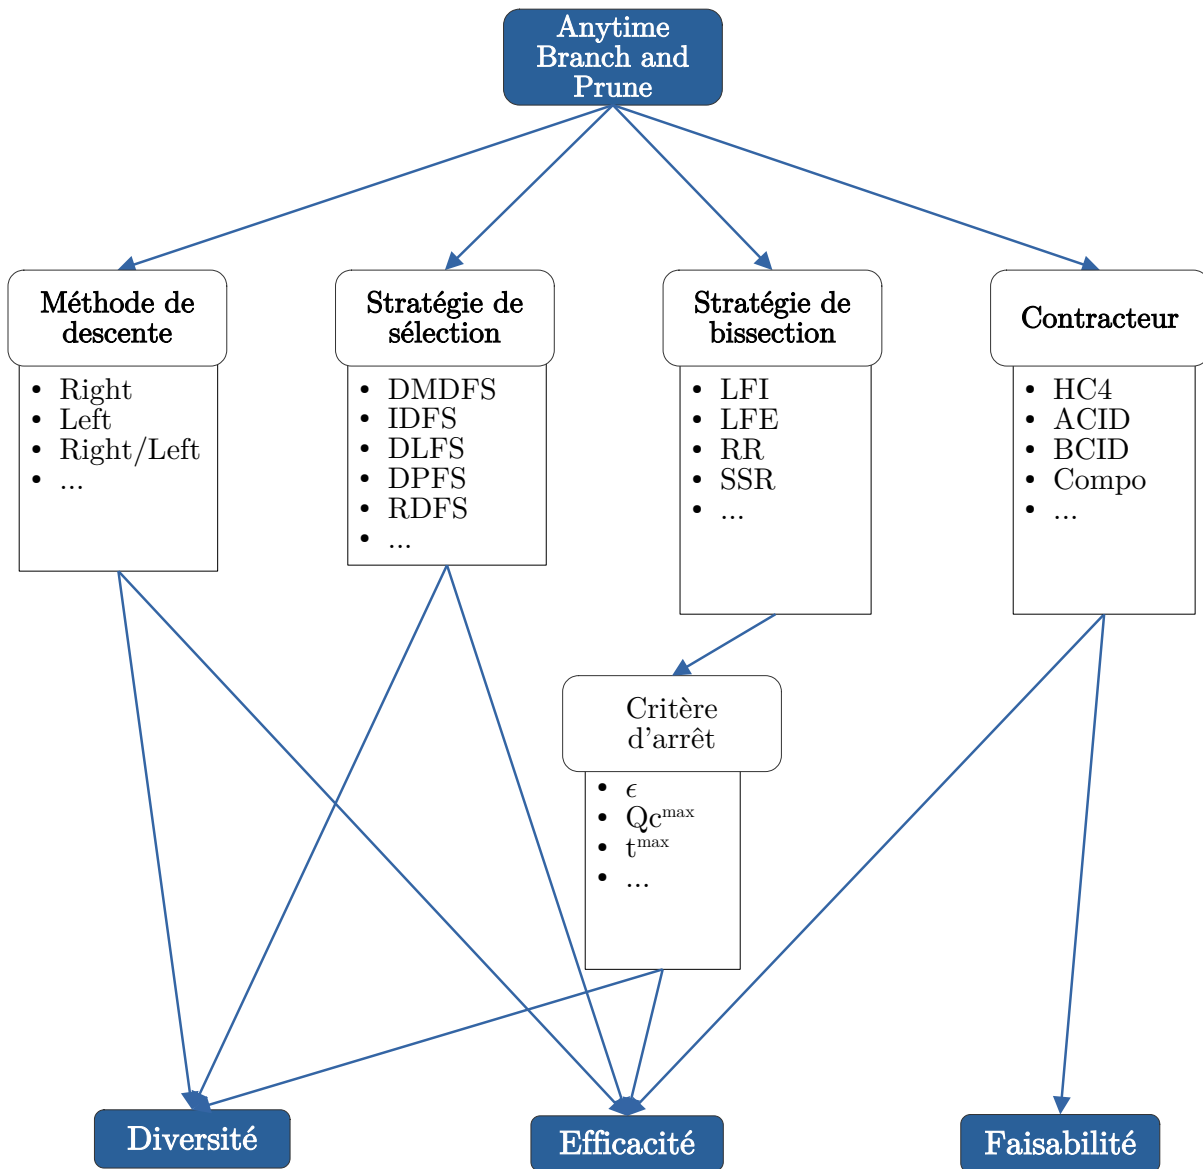 Anytime
Branch and
Prune
Méthode de
descente
• Right
• Left
• Right/Left
• ...
Stratégie de
sélection
• DMDFS
• IDFS
• DLFS
• DPFS
• RDFS
• ...
Stratégie de
bissection
• LFI
• LFE
• RR
• SSR
• ...
Contracteur
• HC4
• ACID
• BCID
• Compo
• ...
Critère
d'arrêt
• ϵ
• Qcᵐᵃˣ
• tᵐᵃˣ
• ...
Diversité
Efficacité
Faisabilité